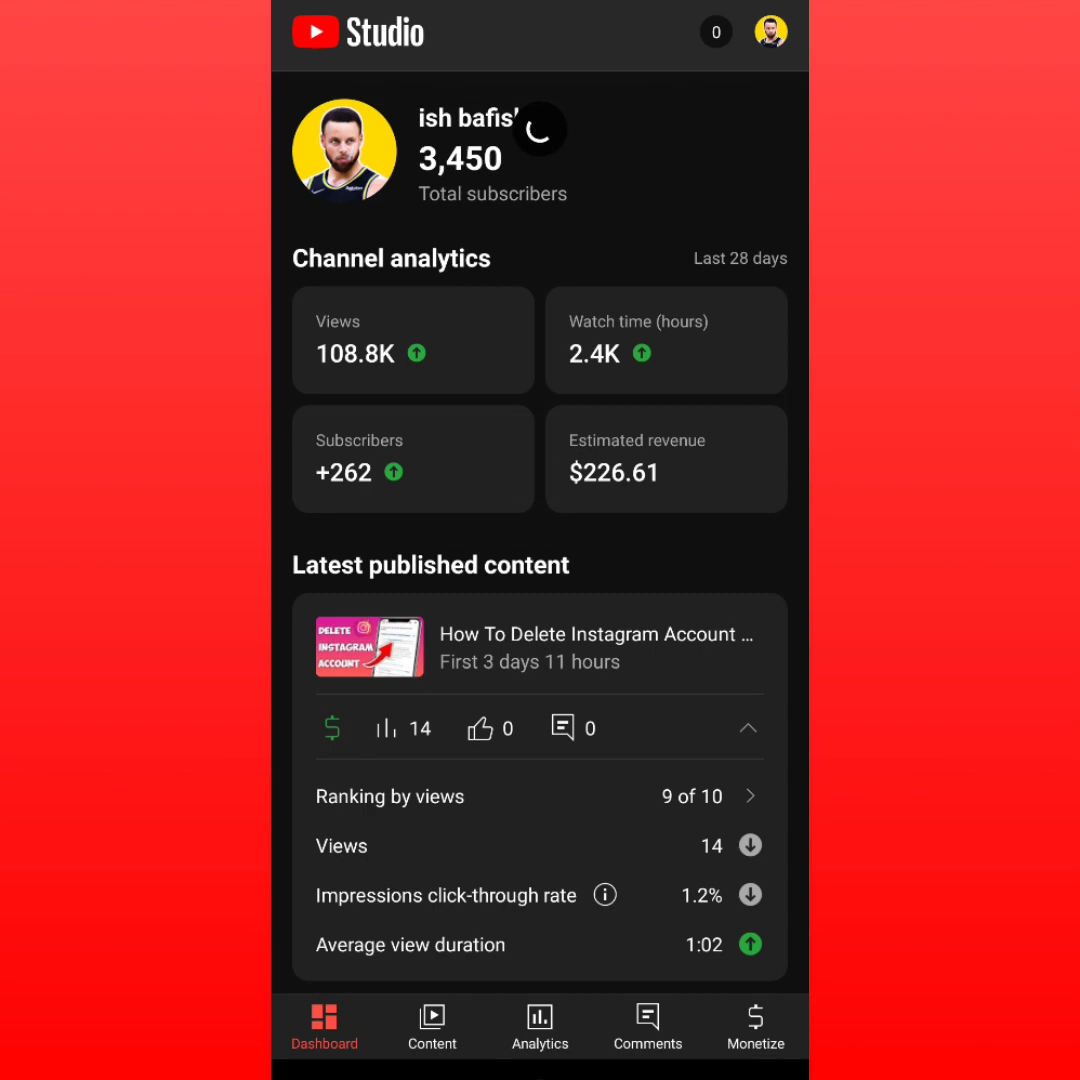 Studio
0
ish
3,450
Total subscribers
Channel analytics
Last 28 days
Views
108.8K
Watch time (hours)
2.4K
Subscribers
+262
Estimated revenue
$226.61
Latest published content
DELETE
INSTAGRAM
ACCOUNT
How To Delete Instagram Account ...
First 3 days 11 hours
14
0
0
Ranking by views
9 of 10
Views
14
Impressions click-through rate
1.2%
Average view duration
1:02
Dashboard
Content
Analytics
Comments
Monetize